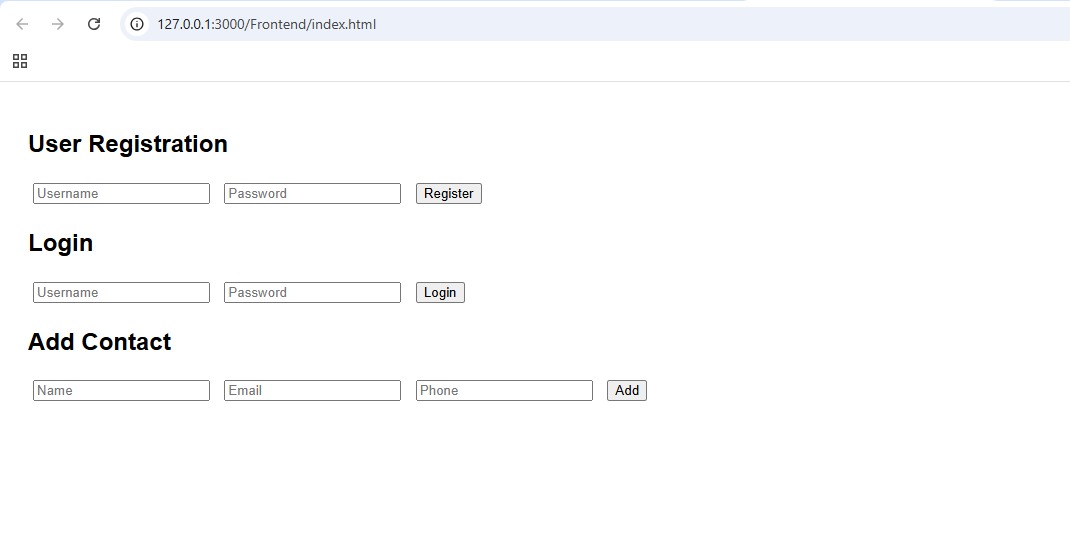 127.0.0.1:3000/Frontend/index.html
User Registration
Username Password Register
Login
Username Password Login
Add Contact
Name Email Phone Add